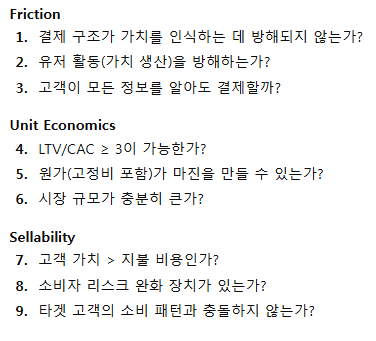 Friction
1. 결제 구조가 가치를 인식하는 데 방해되지 않는가?
2. 유저 활동(가치 생산)을 방해하는가?
3. 고객이 모든 정보를 알아도 결제할까?
Unit Economics
4. LTV/CAC ≥ 3이 가능한가?
5. 원가(고정비 포함)가 마진을 만들 수 있는가?
6. 시장 규모가 충분히 큰가?
Sellability
7. 고객 가치 > 지불 비용인가?
8. 소비자 리스크 완화 장치가 있는가?
9. 타겟 고객의 소비 패턴과 충돌하지 않는가?